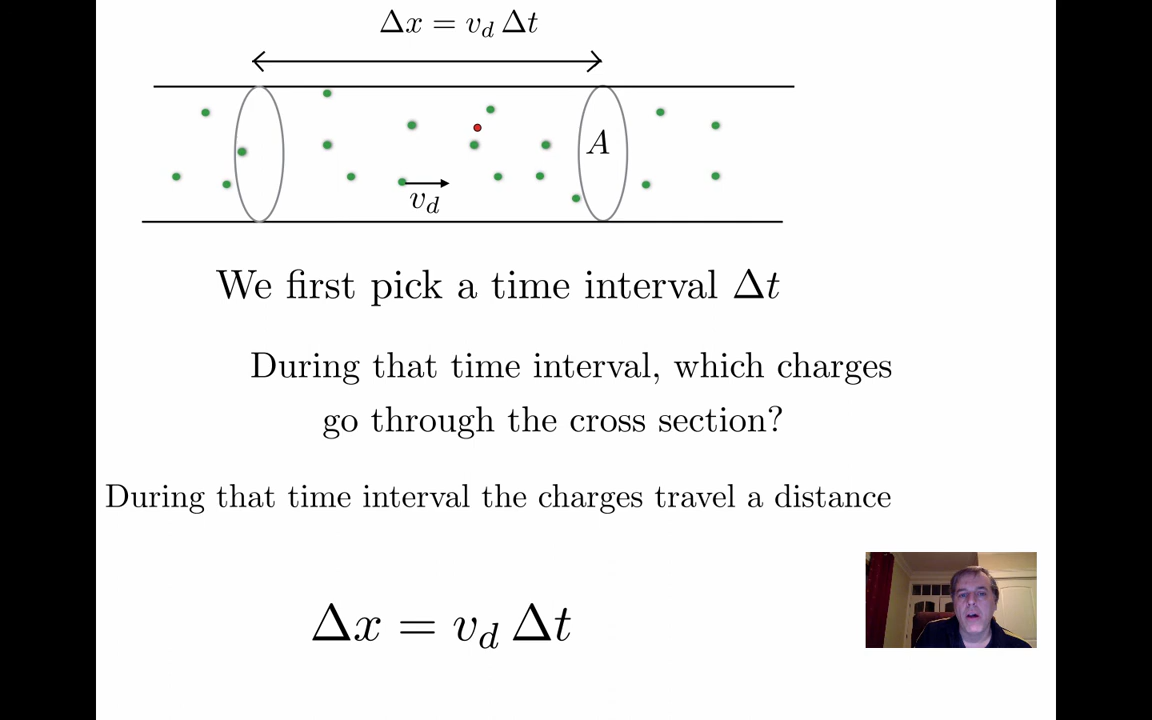 Δx = v_d Δt
A
v_d
We first pick a time interval Δt
During that time interval, which charges
go through the cross section?
During that time interval the charges travel a distance
Δx = v_d Δt